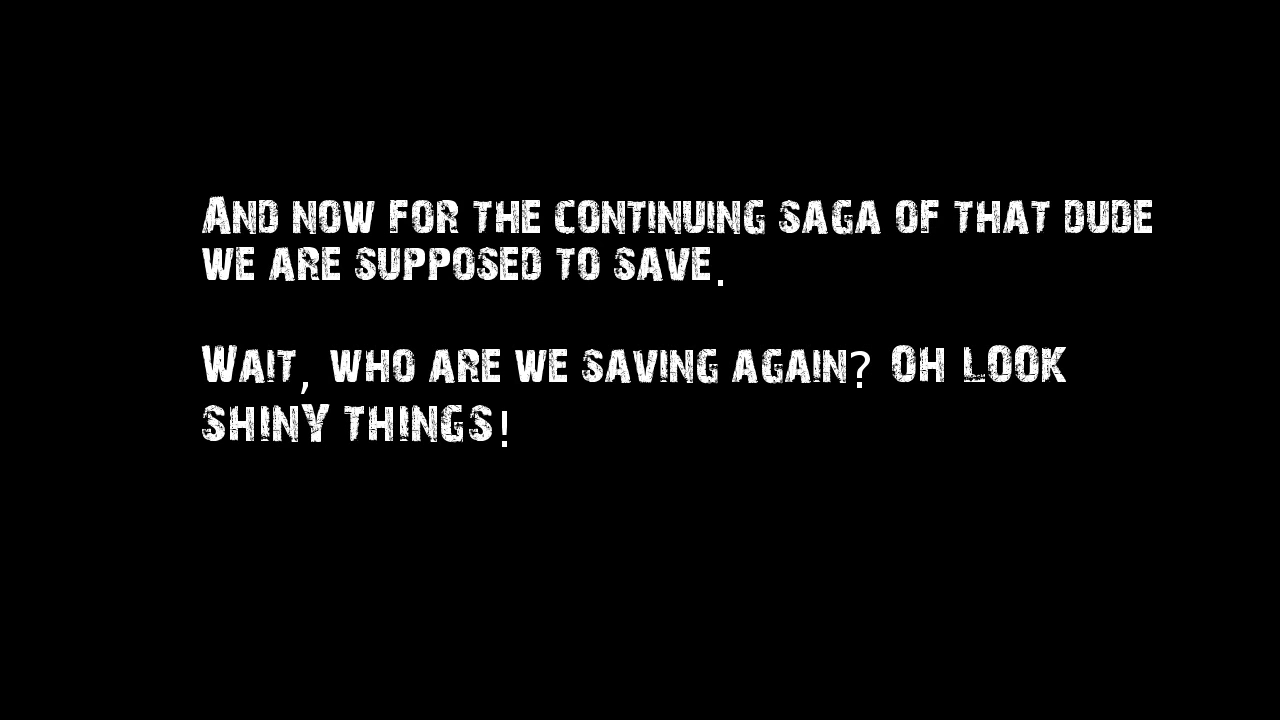 And now for the continuing saga of that dude
we are supposed to save.
Wait, who are we saving again? OH LOOK
SHINY THINGS!